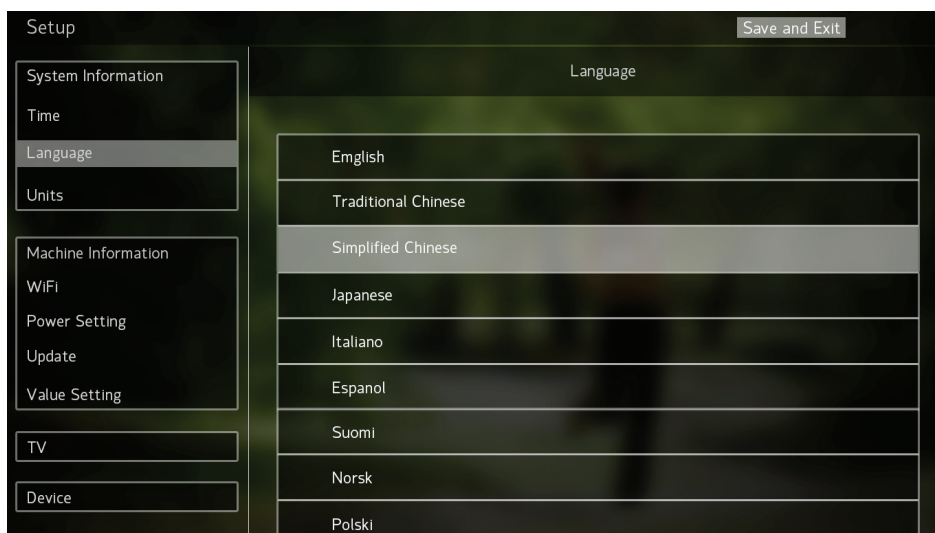 Setup
Save and Exit
System Information
Time
Language
Units
Machine Information
WiFi
Power Setting
Update
Value Setting
TV
Device
Language
Emglish
Traditional Chinese
Simplified Chinese
Japanese
Italiano
Espanol
Suomi
Norsk
Polski